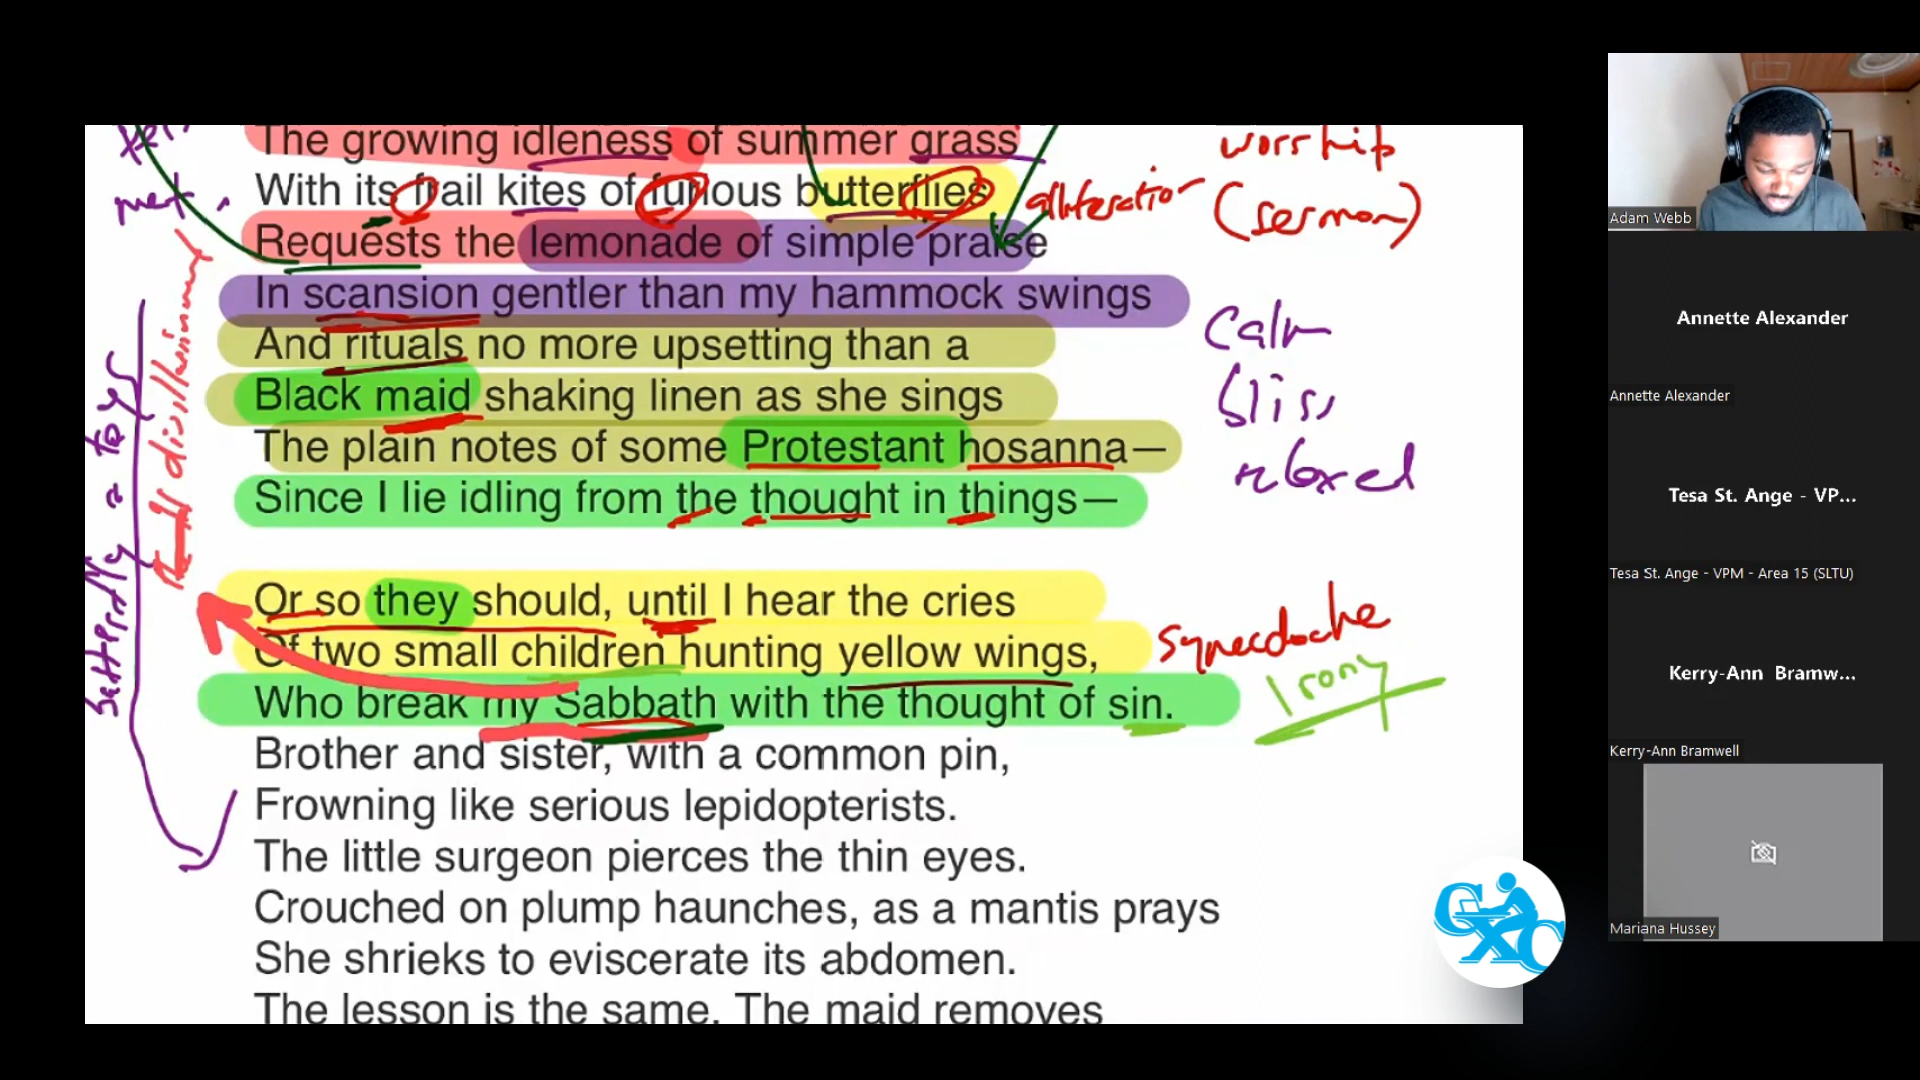 The growing idleness of summer grass
With its frail kites of furious butterflies
Requests the lemonade of simple praise
In scansion gentler than my hammock swings
And rituals no more upsetting than a
Black maid shaking linen as she sings
The plain notes of some Protestant hosanna—
Since I lie idling from the thought in things—
Or so they should, until I hear the cries
Of two small children hunting yellow wings,
Who break my Sabbath with the thought of sin.
Brother and sister, with a common pin,
Frowning like serious lepidopterists.
The little surgeon pierces the thin eyes.
Crouched on plump haunches, as a mantis prays
She shrieks to eviscerate its abdomen.
The lesson is the same. The maid removes
met.
butterfly a toy
alliteration
worship
(sermon)
calm
bliss
relaxed
synecdoche
Irony
CXC
Adam Webb
Annette Alexander
Annette Alexander
Tesa St. Ange - VP...
Tesa St. Ange - VPM - Area 15 (SLTU)
Kerry-Ann Bramw...
Kerry-Ann Bramwell
Mariana Hussey